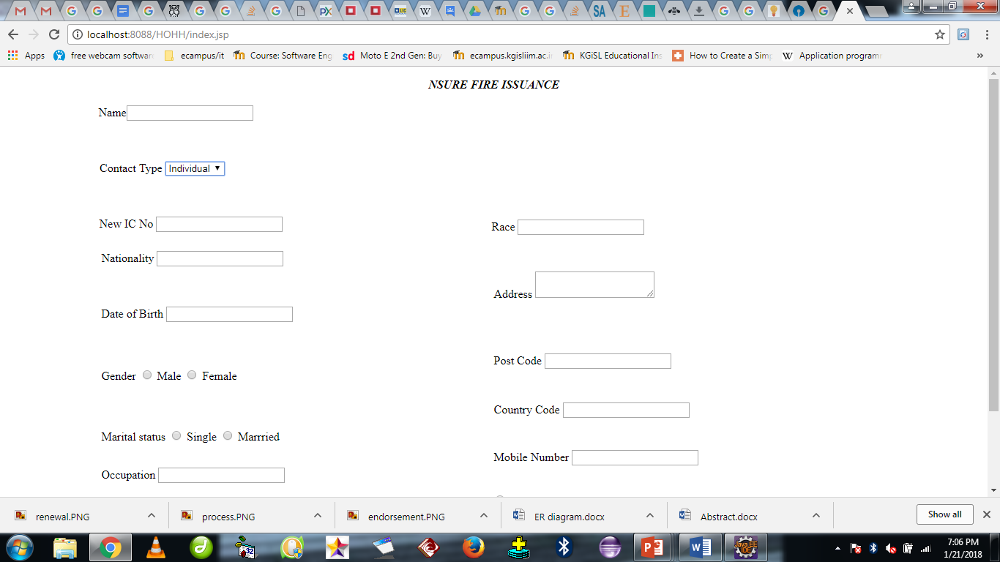 localhost:8088/HOHH/index.jsp
Apps free webcam softwar ecampus/it Course: Software Eng Moto E 2nd Gen: Buy ecampus.kgisliim.ac.i KGiSL Educational Ins How to Create a Simp Application program »
NSURE FIRE ISSUANCE
Name
Contact Type Individual
New IC No
Race
Nationality
Address
Date of Birth
Post Code
Gender Male Female
Country Code
Marital status Single Marrried
Mobile Number
Occupation
renewal.PNG process.PNG endorsement.PNG ER diagram.docx Abstract.docx Show all
7:06 PM
1/21/2018